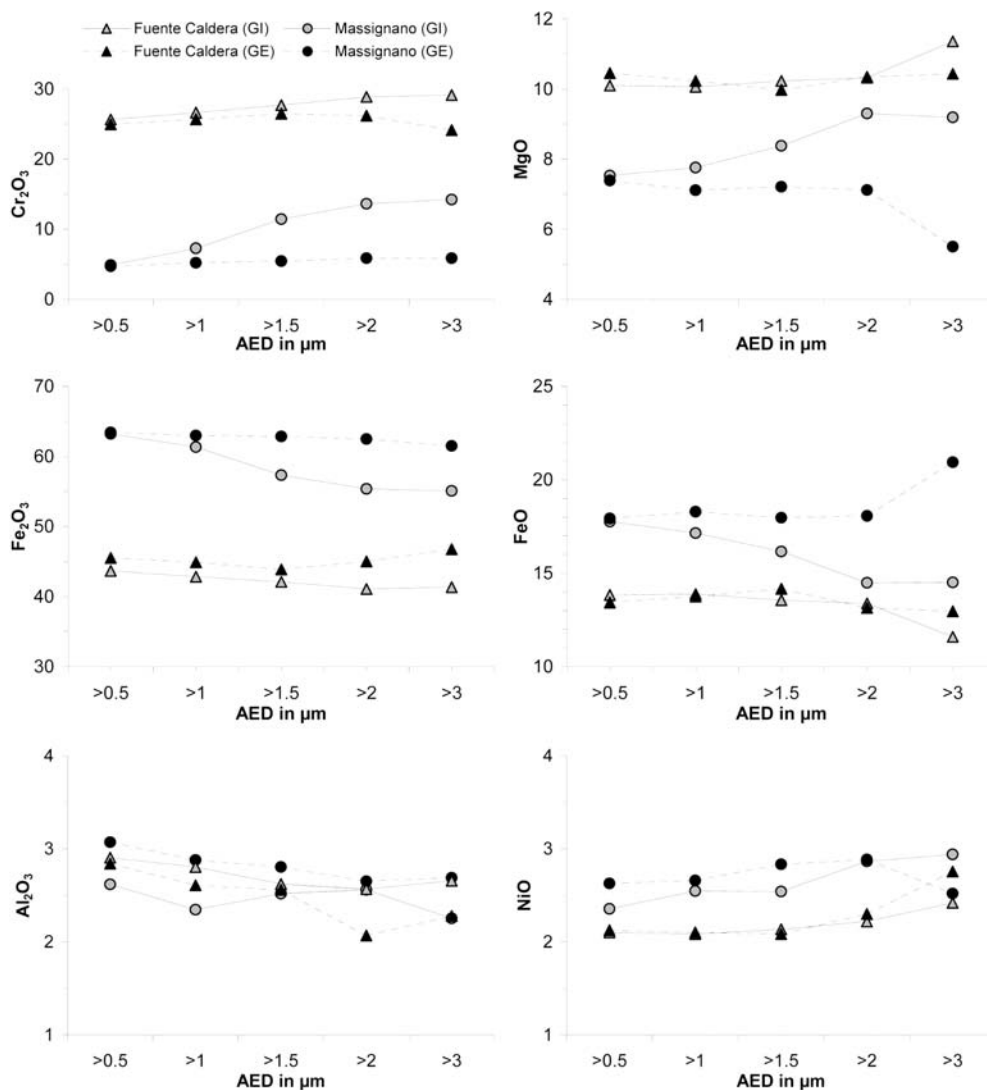 Fuente Caldera (GI) Massignano (GI)
Fuente Caldera (GE) Massignano (GE)
30
20
10
0
Cr₂O₃
>0.5 >1 >1.5 >2 >3
AED in µm
12
10
8
6
4
MgO
>0.5 >1 >1.5 >2 >3
AED in µm
70
60
50
40
30
Fe₂O₃
>0.5 >1 >1.5 >2 >3
AED in µm
25
20
15
10
FeO
>0.5 >1 >1.5 >2 >3
AED in µm
4
3
2
1
Al₂O₃
>0.5 >1 >1.5 >2 >3
AED in µm
4
3
2
1
NiO
>0.5 >1 >1.5 >2 >3
AED in µm